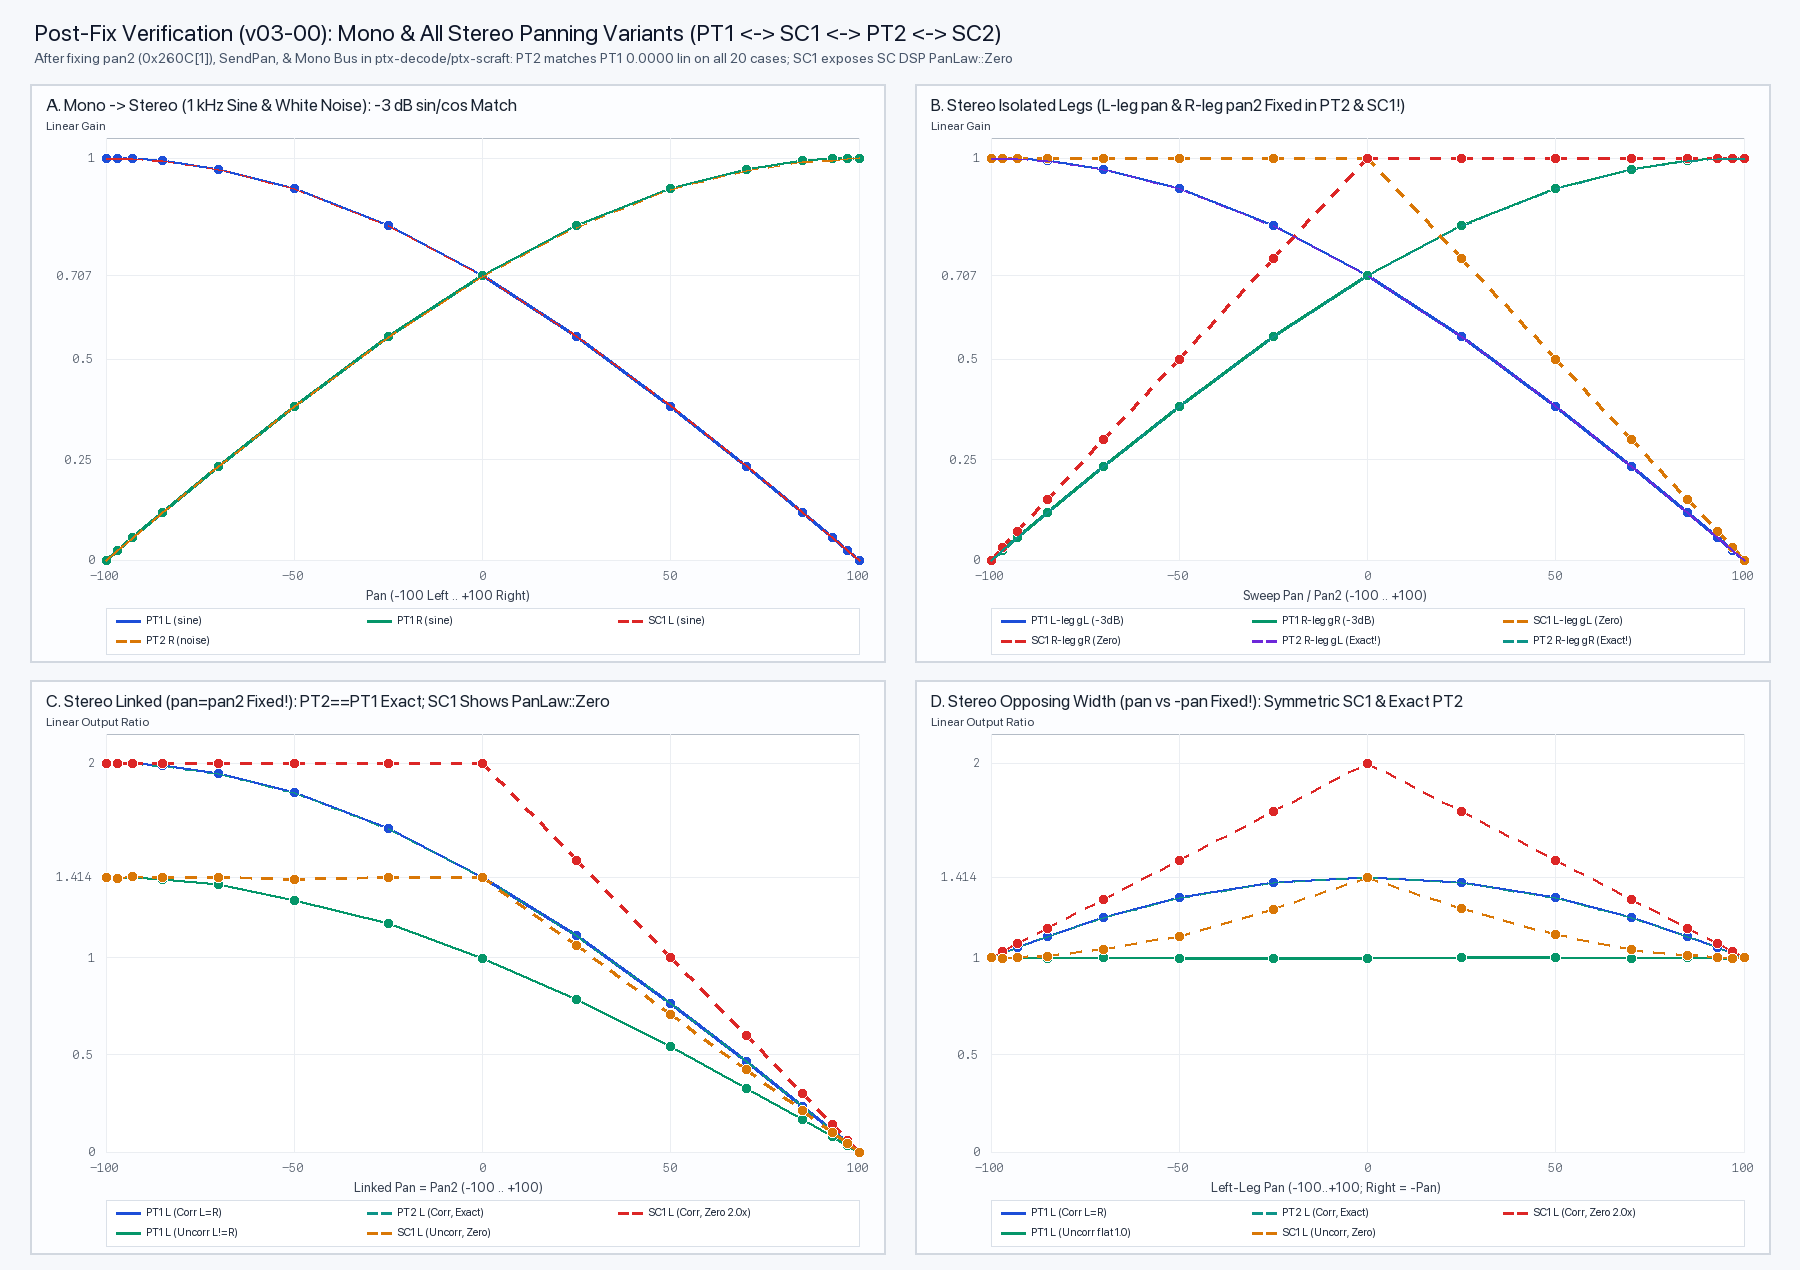 Post-Fix Verification (v03-00): Mono & All Stereo Panning Variants (PT1 <-> SC1 <-> PT2 <-> SC2)
After fixing pan2 (0x260C[1]), SendPan, & Mono Bus in ptx-decode/ptx-scraft: PT2 matches PT1 0.0000 lin on all 20 cases; SC1 exposes SC DSP PanLaw::Zero
A. Mono -> Stereo (1 kHz Sine & White Noise): -3 dB sin/cos Match
Linear Gain
1
0.707
0.5
0.25
0
-100 -50 0 50 100
Pan (-100 Left .. +100 Right)
PT1 L (sine) PT1 R (sine) SC1 L (sine)
PT2 R (noise)
B. Stereo Isolated Legs (L-leg pan & R-leg pan2 Fixed in PT2 & SC1!)
Linear Gain
1
0.707
0.5
0.25
0
-100 -50 0 50 100
Sweep Pan / Pan2 (-100 .. +100)
PT1 L-leg gL (-3dB) PT1 R-leg gR (-3dB) SC1 L-leg gL (Zero)
SC1 R-leg gR (Zero) PT2 R-leg gL (Exact!) PT2 R-leg gR (Exact!)
C. Stereo Linked (pan=pan2 Fixed!): PT2==PT1 Exact; SC1 Shows PanLaw::Zero
Linear Output Ratio
2
1.414
1
0.5
0
-100 -50 0 50 100
Linked Pan = Pan2 (-100 .. +100)
PT1 L (Corr L=R) PT2 L (Corr, Exact) SC1 L (Corr, Zero 2.0x)
PT1 L (Uncorr L!=R) SC1 L (Uncorr, Zero)
D. Stereo Opposing Width (pan vs -pan Fixed!): Symmetric SC1 & Exact PT2
Linear Output Ratio
2
1.414
1
0.5
0
-100 -50 0 50 100
Left-Leg Pan (-100..+100; Right = -Pan)
PT1 L (Corr L=R) PT2 L (Corr, Exact) SC1 L (Corr, Zero 2.0x)
PT1 L (Uncorr flat 1.0) SC1 L (Uncorr, Zero)